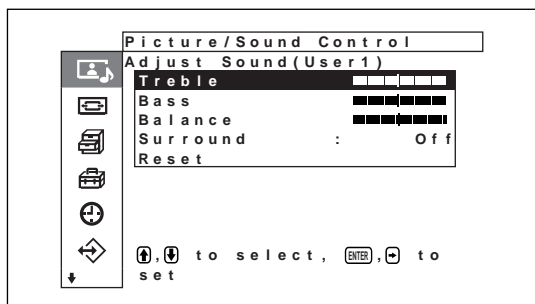 Picture/Sound Control
Adjust Sound(User1)
Treble
Bass
Balance
Surround : Off
Reset
, to select, ENTER, to
set